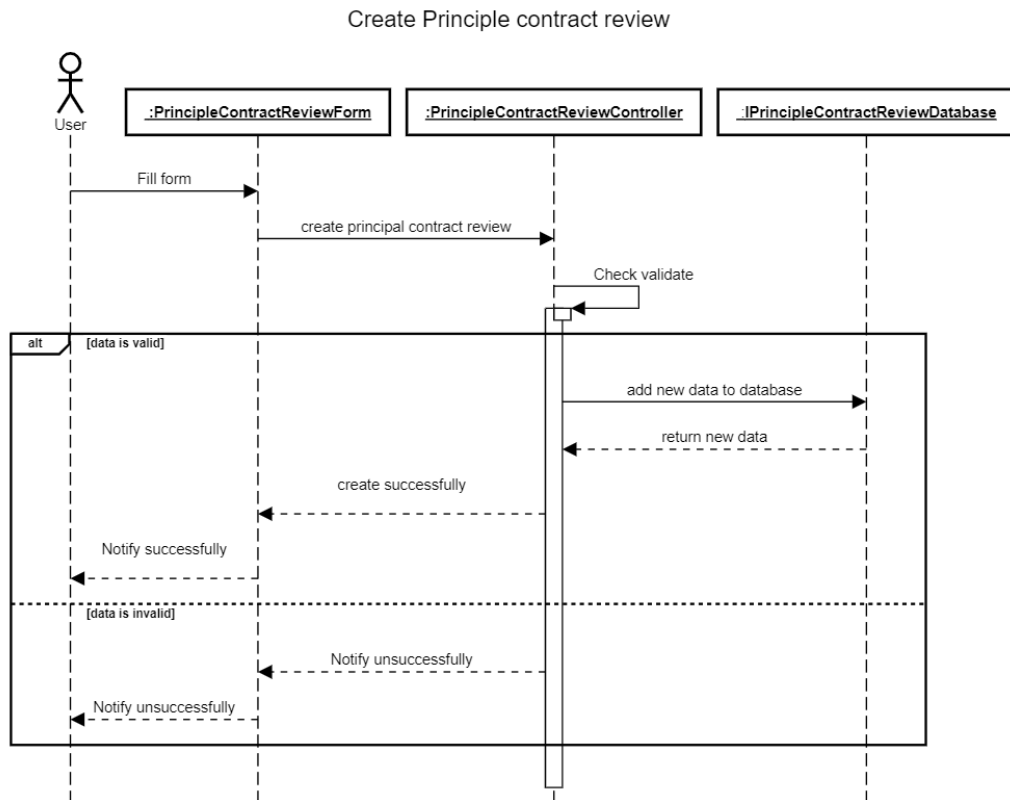 Create Principle contract review
User
:PrincipleContractReviewForm
:PrincipleContractReviewController
:IPrincipleContractReviewDatabase
Fill form
create principal contract review
Check validate
alt
[data is valid]
add new data to database
return new data
create successfully
Notify successfully
[data is invalid]
Notify unsuccessfully
Notify unsuccessfully